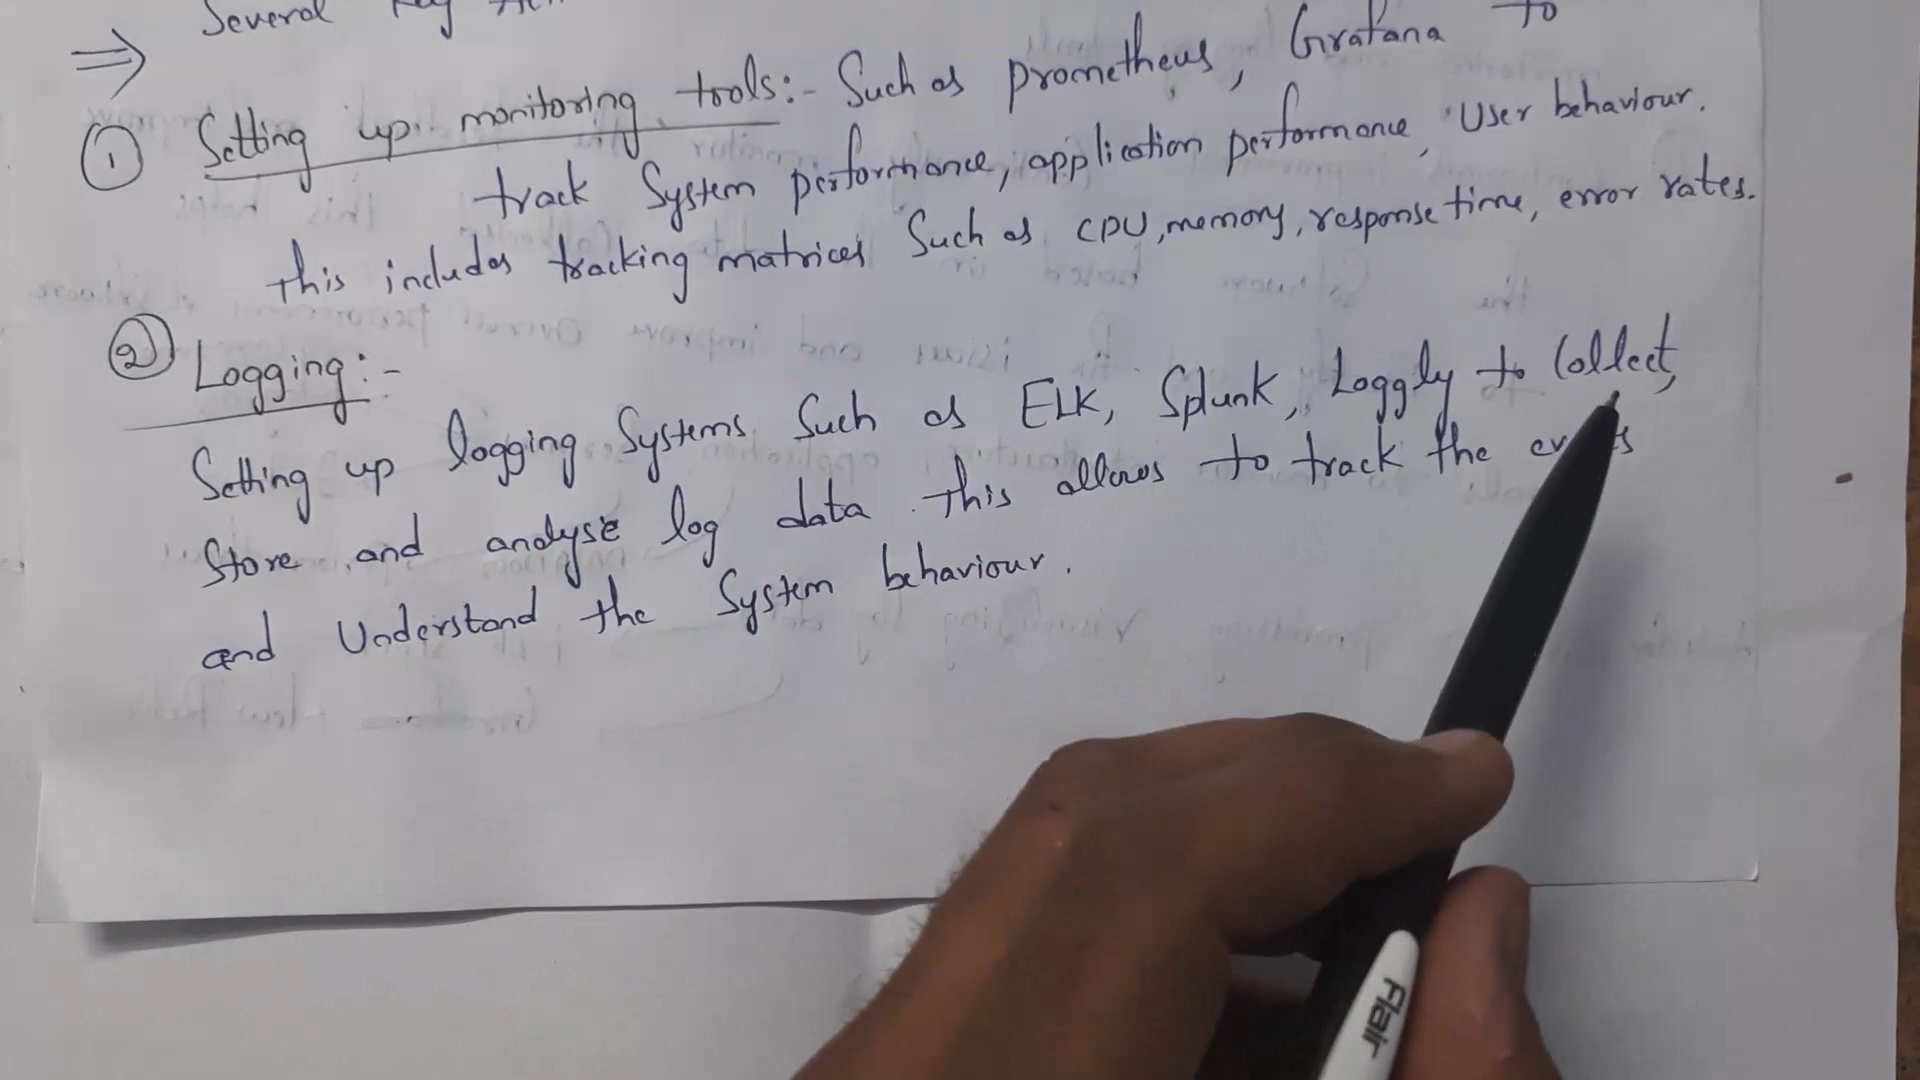 ⇒ Several Key
① Setting up monitoring tools:- Such as prometheus, Grafana to
track System performance, application performance, User behaviour.
this includes tracking matrices Such as CPU, memory, response time, error rates.
② Logging:-
Setting up logging Systems Such as ELK, Splunk, Loggly to Collect,
Store and analyse log data. This allows to track the events
and Understand the System behaviour.
Flair